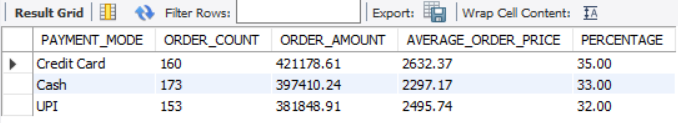 Result Grid Filter Rows: Export: Wrap Cell Content:
PAYMENT_MODE ORDER_COUNT ORDER_AMOUNT AVERAGE_ORDER_PRICE PERCENTAGE
Credit Card 160 421178.61 2632.37 35.00
Cash 173 397410.24 2297.17 33.00
UPI 153 381848.91 2495.74 32.00